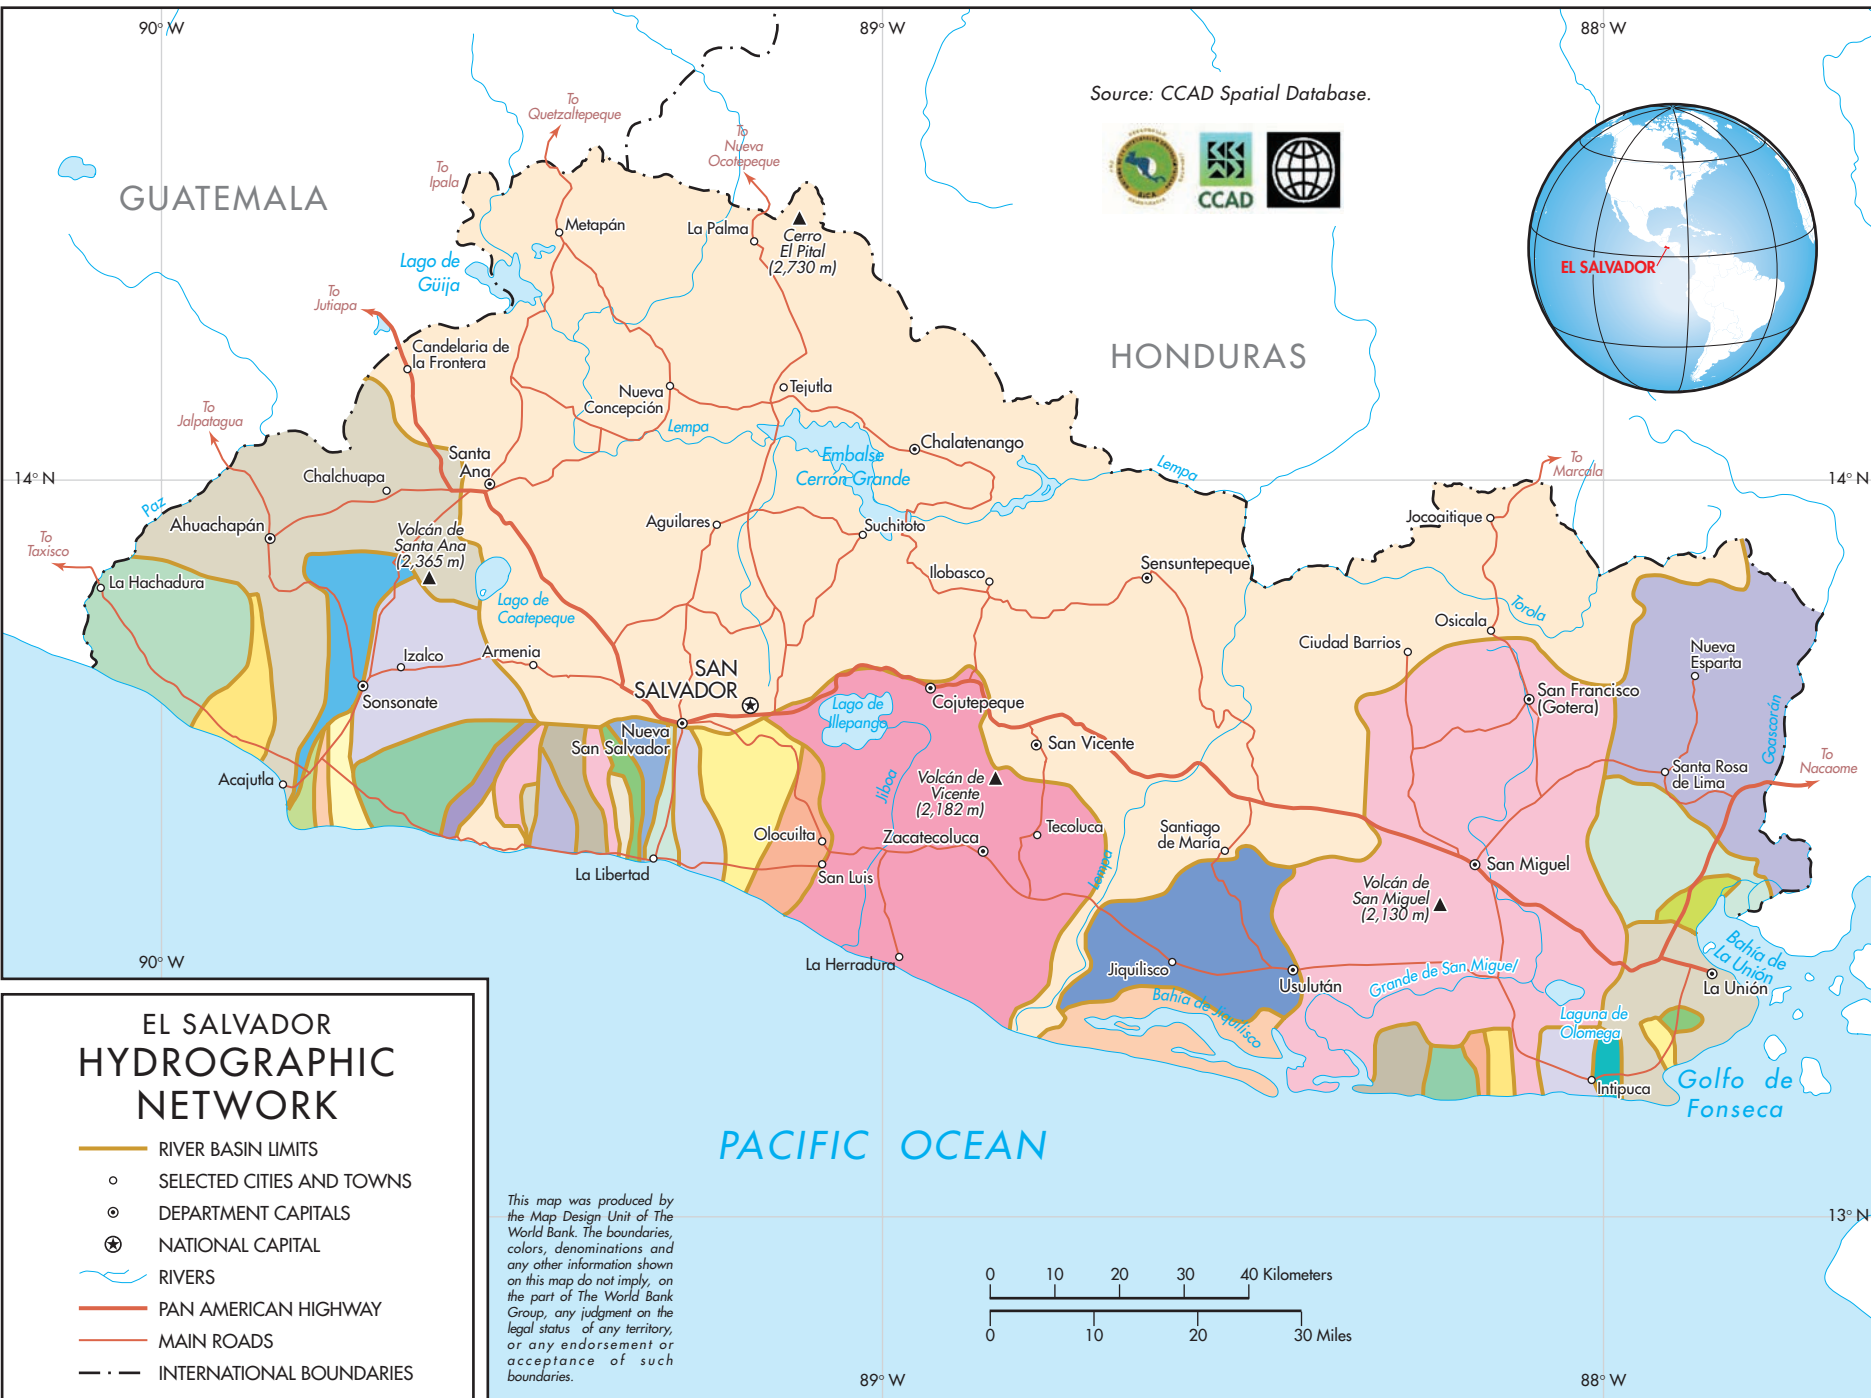 90° W
89° W
88° W
To
Quetzaltepeque
To
Nueva
Ocotepeque
To
Ipala
Source: CCAD Spatial Database.
CCAD
GUATEMALA
EL SALVADOR
Metapán
La Palma
Cerro
El Pital
(2,730 m)
Lago de
Güija
To
Jutiapa
HONDURAS
Candelaria de
la Frontera
Nueva
Concepción
Tejutla
To
Jalpatagua
Lempa
Chalatenango
Santa
Ana
Embalse
Cerrón Grande
Lempa
To
Marcala
14° N
14° N
Chalchuapa
Paz
Ahuachapán
Volcán de
Santa Ana
(2,365 m)
Aguilares
Suchitoto
Jocoaitique
To
Taxisco
La Hachadura
Ilobasco
Sensuntepeque
Lago de
Coatepeque
Torola
Osicala
Ciudad Barrios
Izalco
Armenia
Nueva
Esparta
SAN
SALVADOR
Sonsonate
Cojutepeque
San Francisco
(Gotera)
Lago de
Illepango
Nueva
San Salvador
San Vicente
Goascorán
To
Nacaome
Acajutla
Jiboa
Volcán de
Vicente
(2,182 m)
Santa Rosa
de Lima
Olocuilta
Zacatecoluca
Tecoluca
Santiago
de María
La Libertad
San Luis
Lempa
San Miguel
Volcán de
San Miguel
(2,130 m)
90° W
La Herradura
Jiquilisco
Usulután
Grande de San Miguel
Bahía de
La Unión
La Unión
Bahía de Jiquilisco
Laguna de
Olomega
Intipuca
Golfo de
Fonseca
PACIFIC OCEAN
EL SALVADOR
HYDROGRAPHIC
NETWORK
RIVER BASIN LIMITS
SELECTED CITIES AND TOWNS
DEPARTMENT CAPITALS
NATIONAL CAPITAL
RIVERS
PAN AMERICAN HIGHWAY
MAIN ROADS
INTERNATIONAL BOUNDARIES
This map was produced by
the Map Design Unit of The
World Bank. The boundaries,
colors, denominations and
any other information shown
on this map do not imply, on
the part of The World Bank
Group, any judgment on the
legal status of any territory,
or any endorsement or
acceptance of such
boundaries.
13° N
0 10 20 30 40 Kilometers
0 10 20 30 Miles
89° W
88° W